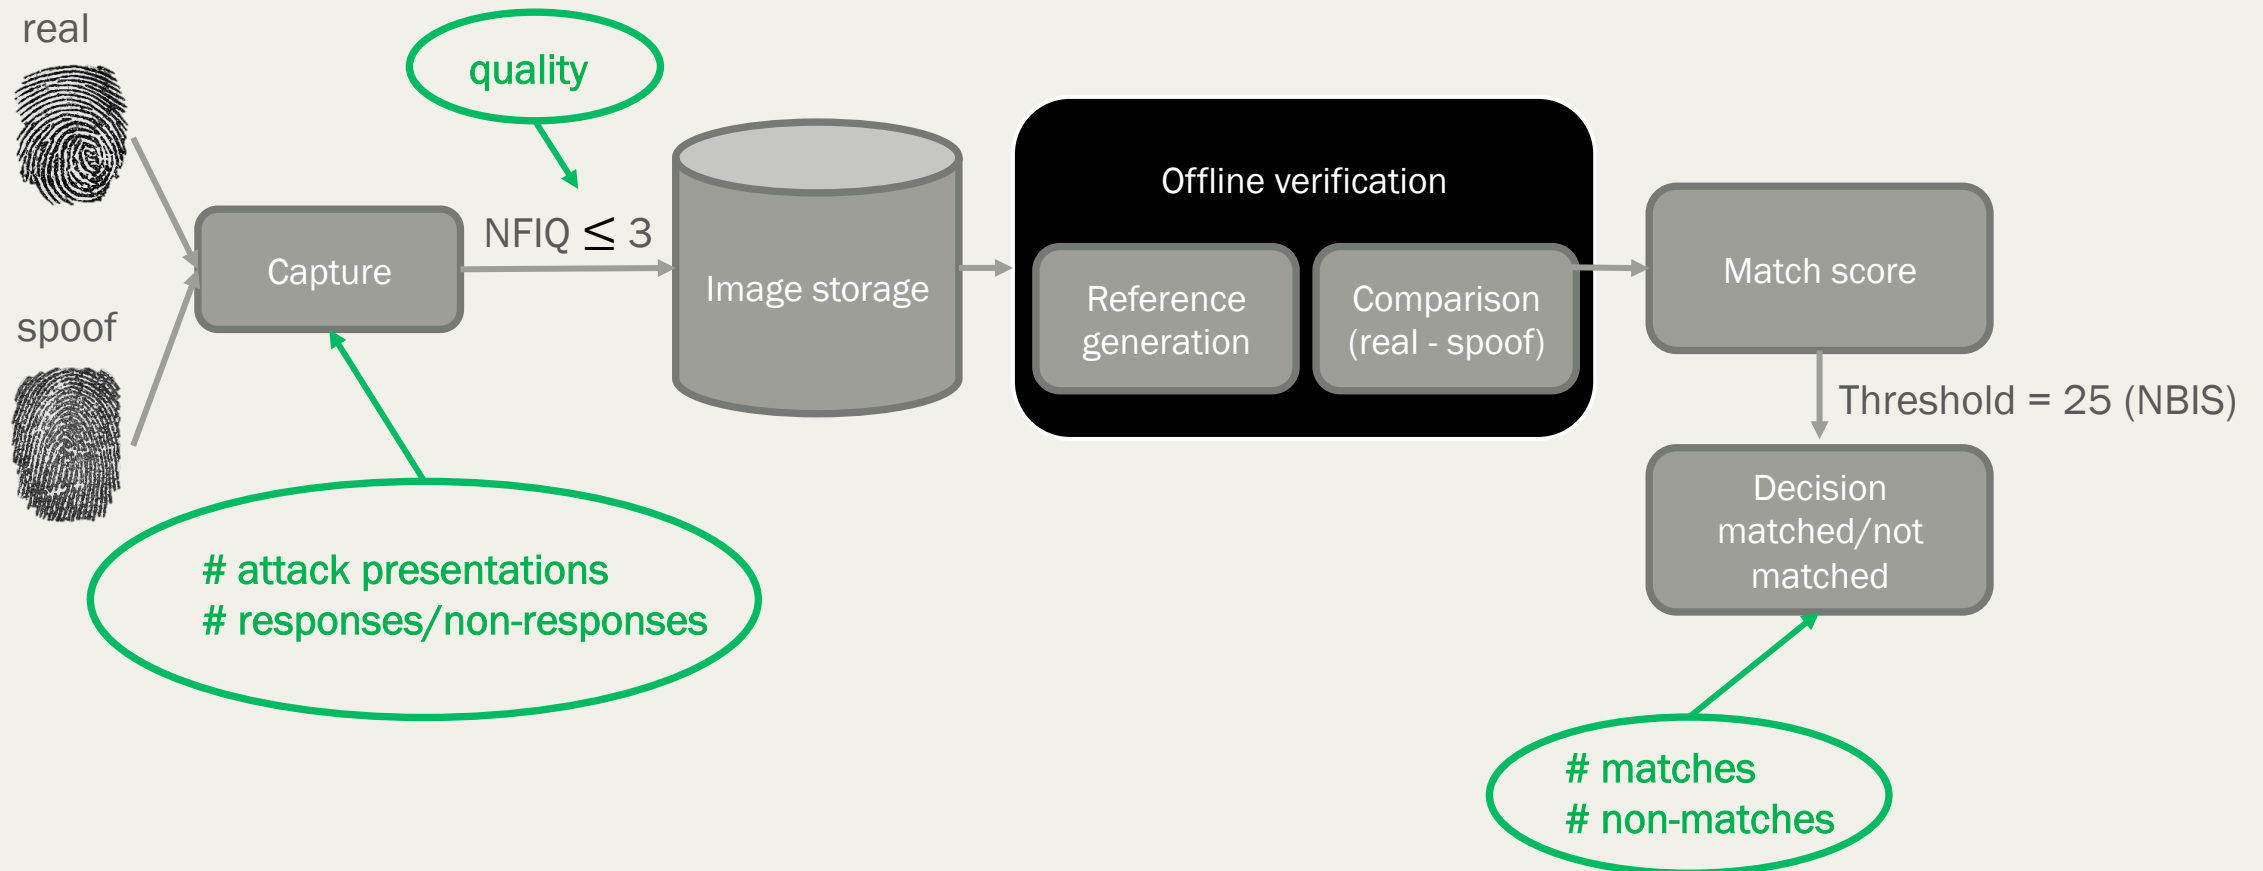 real
quality
Offline verification
NFIQ ≤ 3
Capture
Image storage
Reference
generation
Comparison
(real - spoof)
Match score
spoof
Threshold = 25 (NBIS)
Decision
matched/not
matched
# attack presentations
# responses/non-responses
# matches
# non-matches